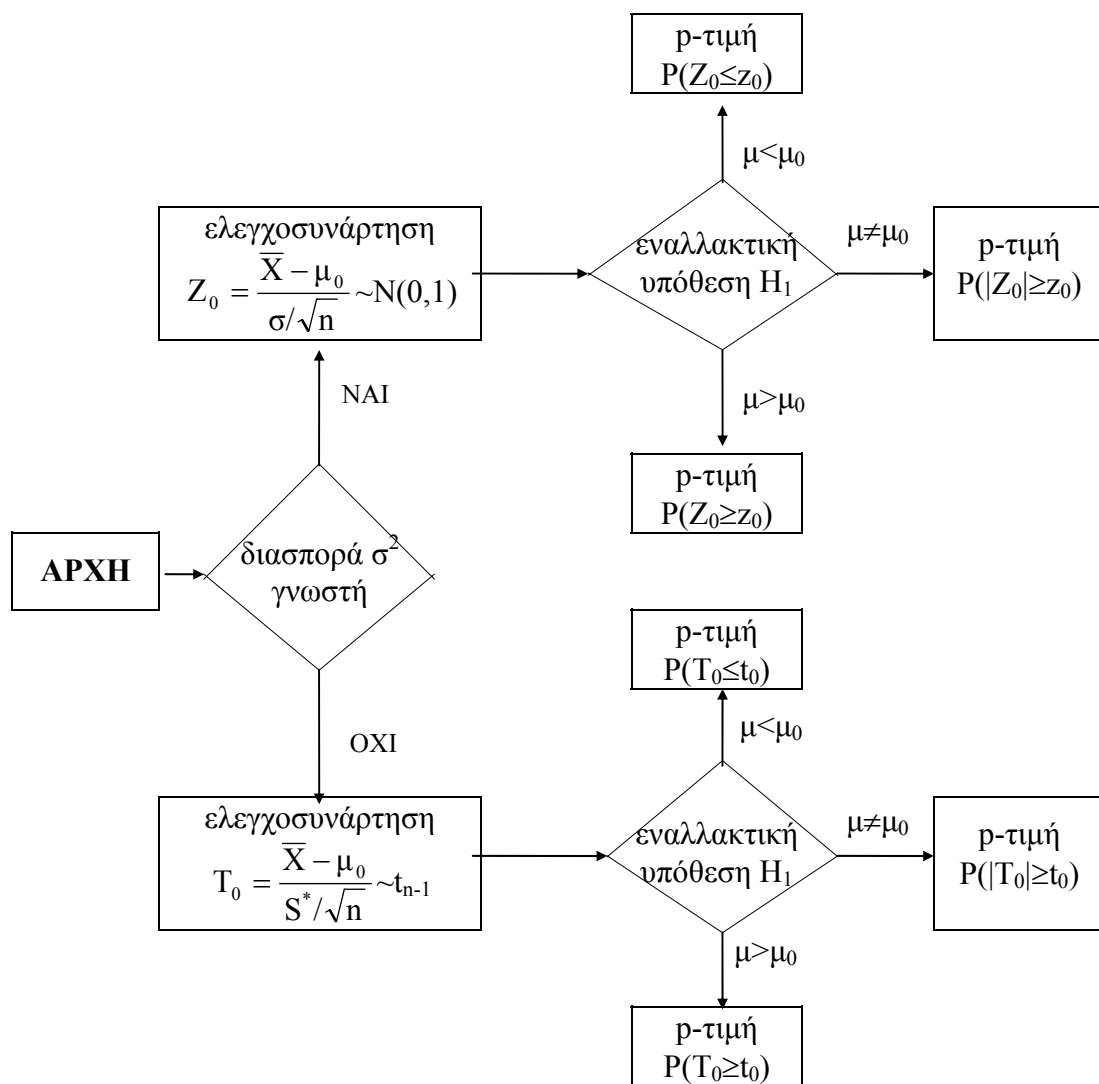 p-τιμή
P(Z₀≤z₀)
μ<μ₀
ελεγχοσυνάρτηση
Z₀ = (X̅ − μ₀) / (σ/√n) ~N(0,1)
εναλλακτική
υπόθεση H₁
μ≠μ₀
p-τιμή
P(|Z₀|≥z₀)
ΝΑΙ
μ>μ₀
p-τιμή
P(Z₀≥z₀)
ΑΡΧΗ
διασπορά σ²
γνωστή
p-τιμή
P(T₀≤t₀)
ΟΧΙ
μ<μ₀
ελεγχοσυνάρτηση
T₀ = (X̅ − μ₀) / (S*/√n) ~tₙ₋₁
εναλλακτική
υπόθεση H₁
μ≠μ₀
p-τιμή
P(|T₀|≥t₀)
μ>μ₀
p-τιμή
P(T₀≥t₀)